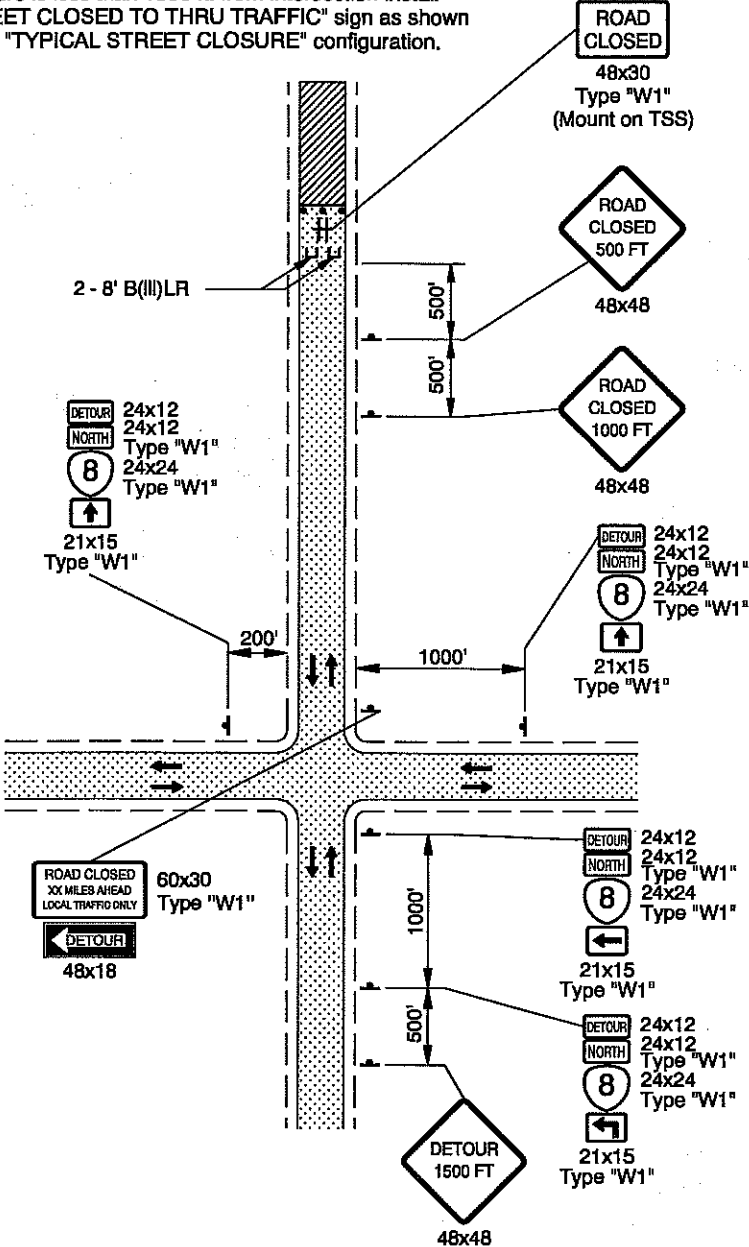 EET CLOSED TO THRU TRAFFIC" sign as shown
"TYPICAL STREET CLOSURE" configuration.
ROAD
CLOSED
48x30
Type "W1"
(Mount on TSS)
ROAD
CLOSED
500 FT
48x48
2 - 8' B(III)LR
500'
500'
ROAD
CLOSED
1000 FT
48x48
DETOUR 24x12
NORTH 24x12
Type "W1"
8 24x24
Type "W1"
21x15
Type "W1"
DETOUR 24x12
NORTH 24x12
Type "W1"
8 24x24
Type "W1"
21x15
Type "W1"
200'
1000'
ROAD CLOSED
XX MILES AHEAD
LOCAL TRAFFIC ONLY
60x30
Type "W1"
DETOUR
48x18
DETOUR 24x12
NORTH 24x12
Type "W1"
8 24x24
Type "W1"
21x15
Type "W1"
1000'
500'
DETOUR 24x12
NORTH 24x12
Type "W1"
8 24x24
Type "W1"
21x15
Type "W1"
DETOUR
1500 FT
48x48